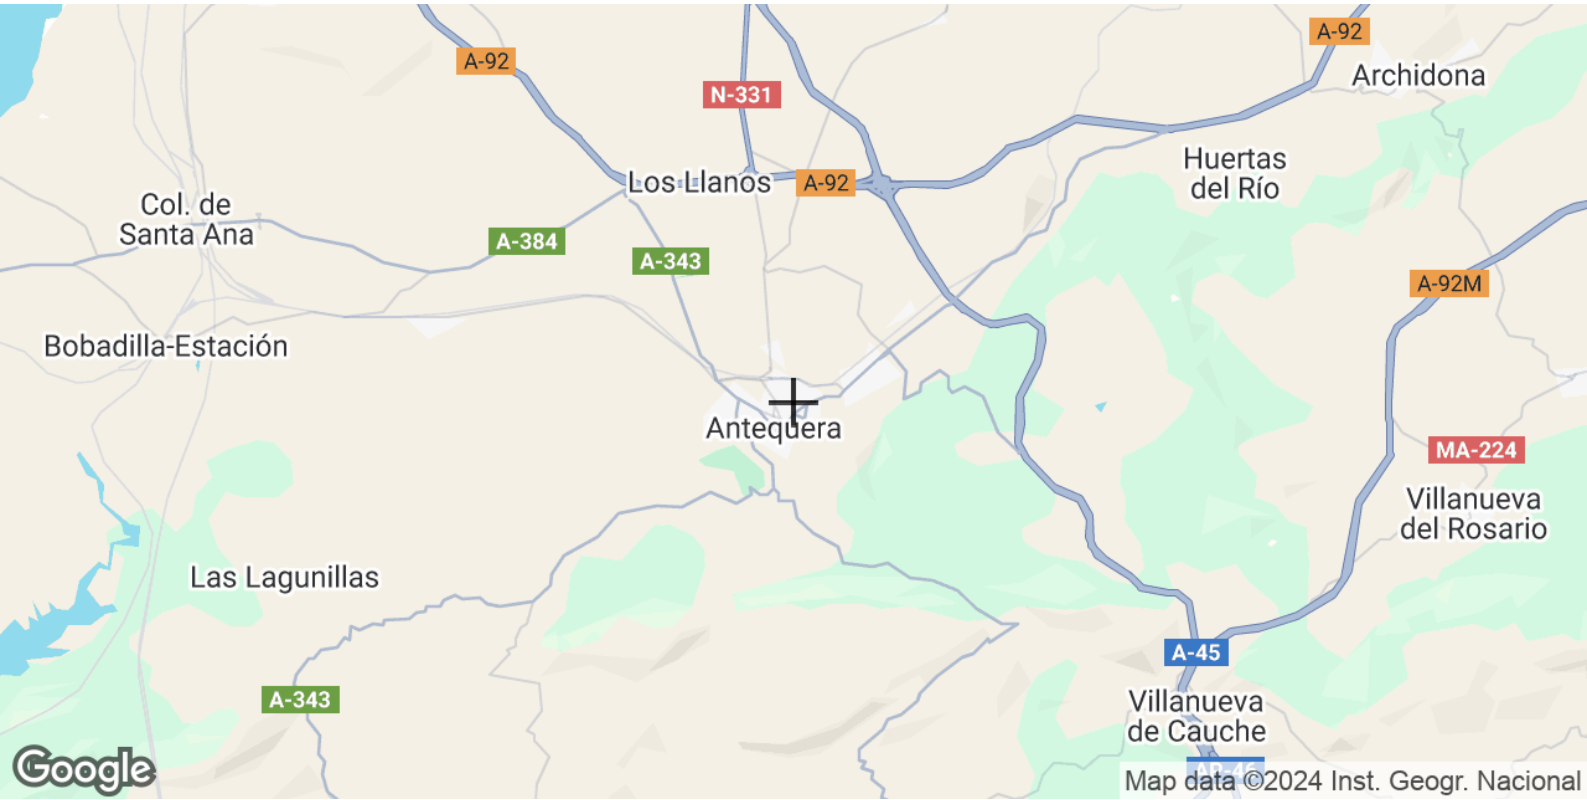 A-92
A-92
Archidona
N-331
Huertas
del Río
Los Llanos
A-92
Col. de
Santa Ana
A-384
A-343
A-92M
Bobadilla-Estación
Antequera
MA-224
Villanueva
del Rosario
Las Lagunillas
A-45
A-343
Villanueva
de Cauche
AP-46
Google
Map data ©2024 Inst. Geogr. Nacional